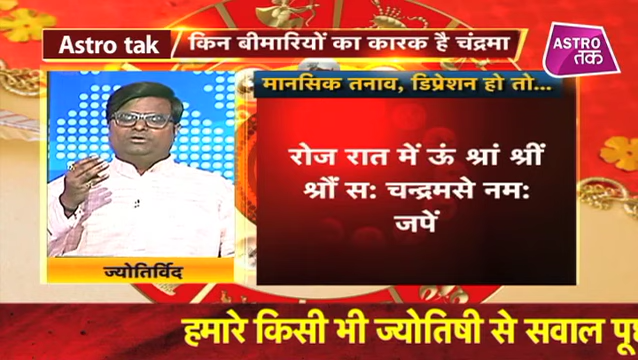 Astro tak किन बीमारियों का कारक है चंद्रमा
ASTRO
तक
मानसिक तनाव, डिप्रेशन हो तो...
रोज रात में ऊं श्रां श्रीं
श्रौं स: चन्द्रमसे नम:
जपें
ज्योतिर्विद
हमारे किसी भी ज्योतिषी से सवाल